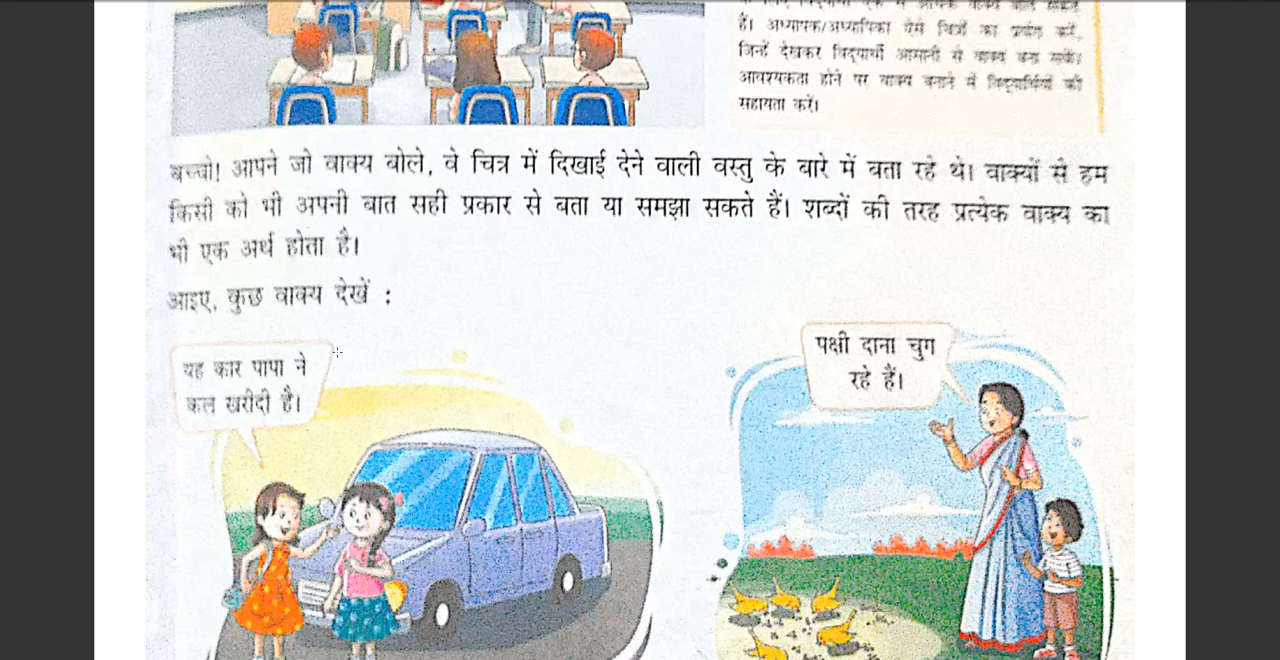 हैं। अध्यापक/अध्यापिका ऐसे चित्रों का प्रयोग करें,
जिन्हें देखकर विद्यार्थी आसानी से वाक्य बना सकें।
आवश्यकता होने पर वाक्य बनाने में विद्यार्थियों की
सहायता करें।
बच्चो! आपने जो वाक्य बोले, वे चित्र में दिखाई देने वाली वस्तु के बारे में बता रहे थे। वाक्यों से हम
किसी को भी अपनी बात सही प्रकार से बता या समझा सकते हैं। शब्दों की तरह प्रत्येक वाक्य का
भी एक अर्थ होता है।
आइए, कुछ वाक्य देखें :
यह कार पापा ने
कल खरीदी है।
पक्षी दाना चुग
रहे हैं।